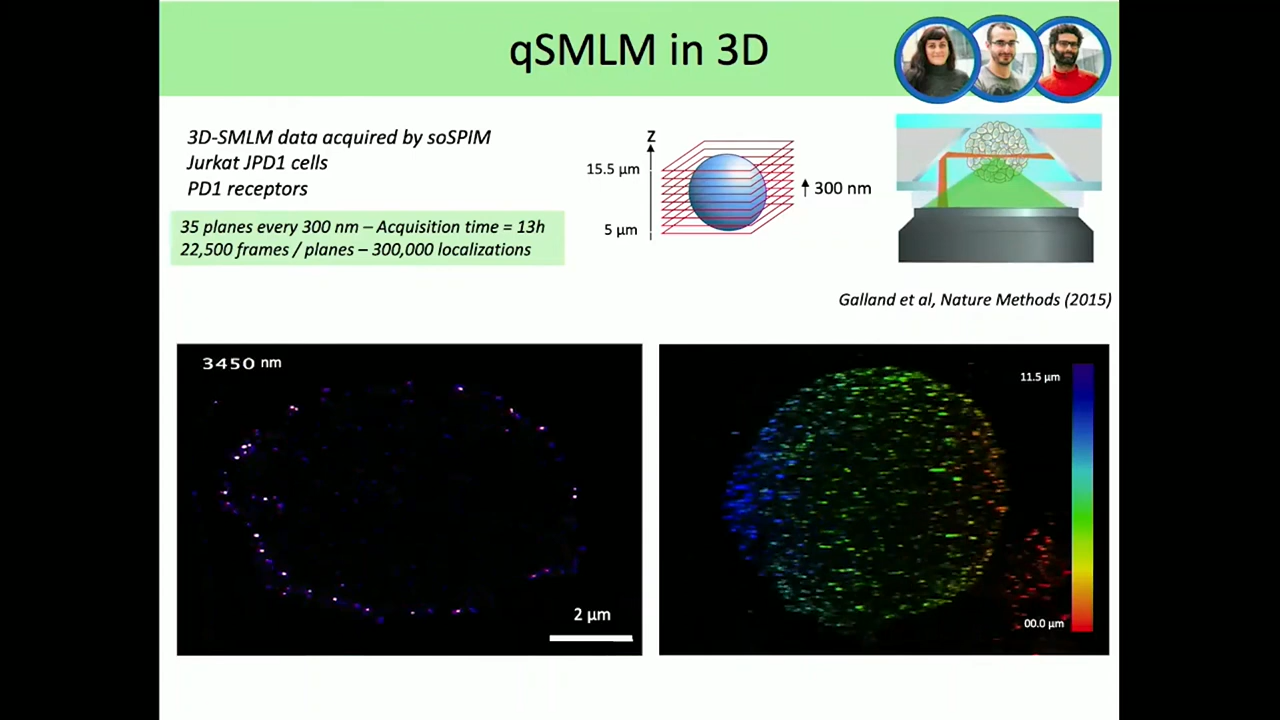 qSMLM in 3D
3D-SMLM data acquired by soSPIM
Jurkat JPD1 cells
PD1 receptors
35 planes every 300 nm – Acquisition time = 13h
22,500 frames / planes – 300,000 localizations
Z
15.5 µm
5 µm
300 nm
Galland et al, Nature Methods (2015)
3450 nm
2 µm
11.5 µm
00.0 µm